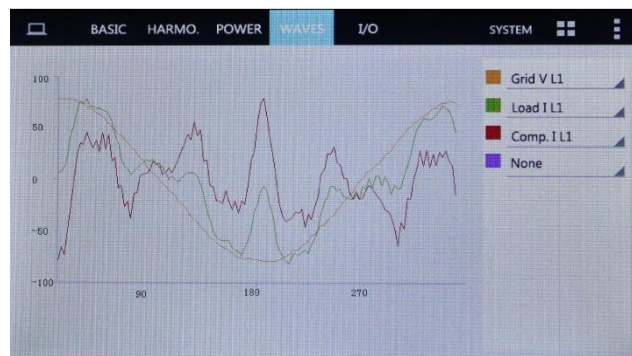 BASIC HARMO. POWER WAVES I/O SYSTEM
100
50
0
-60
-100
90 180 270
Grid V L1
Load I L1
Comp. I L1
None